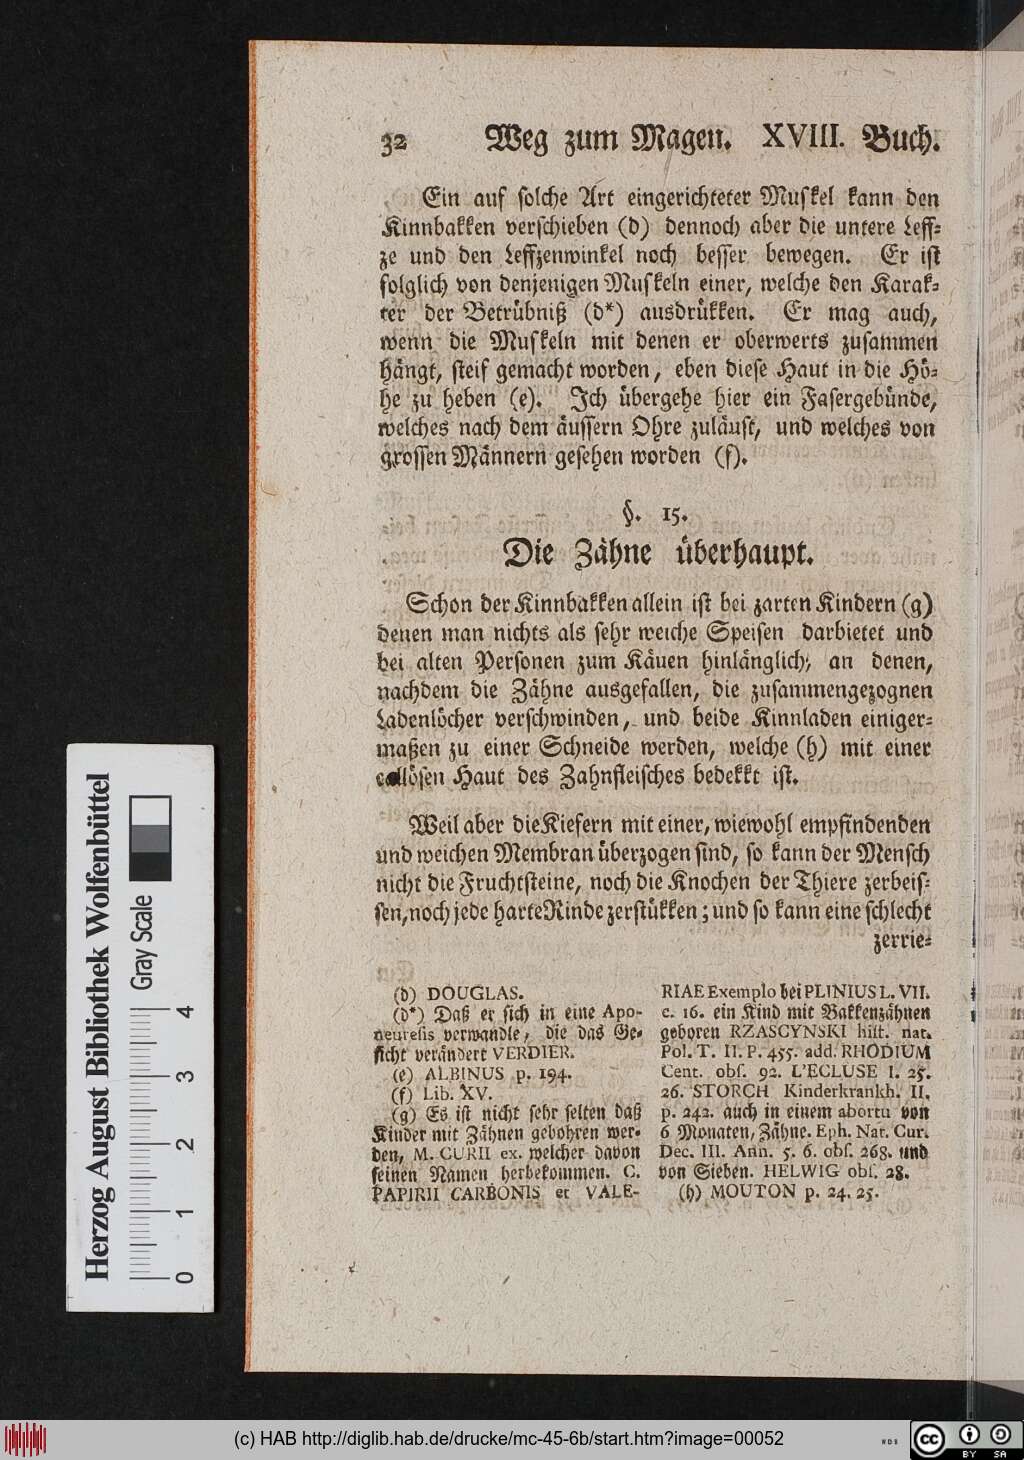 32 Weg zum Magen. XVIII. Buch.
Ein auf solche Art eingerichteter Muskel kann den
Kinnbakken verschieben (d) dennoch aber die untere Leff-
ze und den Leffzenwinkel noch besser bewegen. Er ist
folglich von denjenigen Muskeln einer, welche den Karak-
ter der Betrübniß (d*) ausdrükken. Er mag auch,
wenn die Muskeln mit denen er oberwerts zusammen
hängt, steif gemacht worden, eben diese Haut in die Hö-
he zu heben (e). Ich übergehe hier ein Fasergebünde,
welches nach dem äussern Ohre zuläuft, und welches von
grossen Männern gesehen worden (f).
§. 15.
Die Zähne überhaupt.
Schon der Kinnbakken allein ist bei zarten Kindern (g)
denen man nichts als sehr weiche Speisen darbietet und
bei alten Personen zum Käuen hinlänglich, an denen,
nachdem die Zähne ausgefallen, die zusammengezognen
Ladenlöcher verschwinden, und beide Kinnladen einiger-
maßen zu einer Schneide werden, welche (h) mit einer
callösen Haut des Zahnfleisches bedekkt ist.
Weil aber die Kiefern mit einer, wiewohl empfindenden
und weichen Membran überzogen sind, so kann der Mensch
nicht die Fruchtsteine, noch die Knochen der Thiere zerbeis-
sen, noch jede harte Rinde zerstükken; und so kann eine schlecht
zerrie-
(d) DOUGLAS.
(d*) Daß er sich in eine Apo-
neuresis verwandle, die das Ge-
sicht verändert VERDIER.
(e) ALBINUS p. 194.
(f) Lib. XV.
(g) Es ist nicht sehr selten daß
Kinder mit Zähnen gebohren wer-
den, M. CURII ex. welcher davon
seinen Namen herbekommen. C.
PAPIRII CARBONIS et VALE-
RIAE Exemplo bei PLINIUS L. VII.
c. 16. ein Kind mit Bakkenzähnen
geboren RZASCYNSKI hist. nat.
Pol. T. II. P. 455. add. RHODIUM
Cent. obs. 92. L'ECLUSE I. 25.
26. STORCH Kinderkrankh. II.
p. 242. auch in einem abortu von
6 Monaten, Zähne. Eph. Nat. Cur.
Dec. III. Ann. 5. 6. obs. 268. und
von Sieben. HELWIG obs. 28.
(h) MOUTON p. 24. 25.
Herzog August Bibliothek Wolfenbüttel
Gray Scale
0 1 2 3 4
(c) HAB http://diglib.hab.de/drucke/mc-45-6b/start.htm?image=00052
WDB
cc BY SA